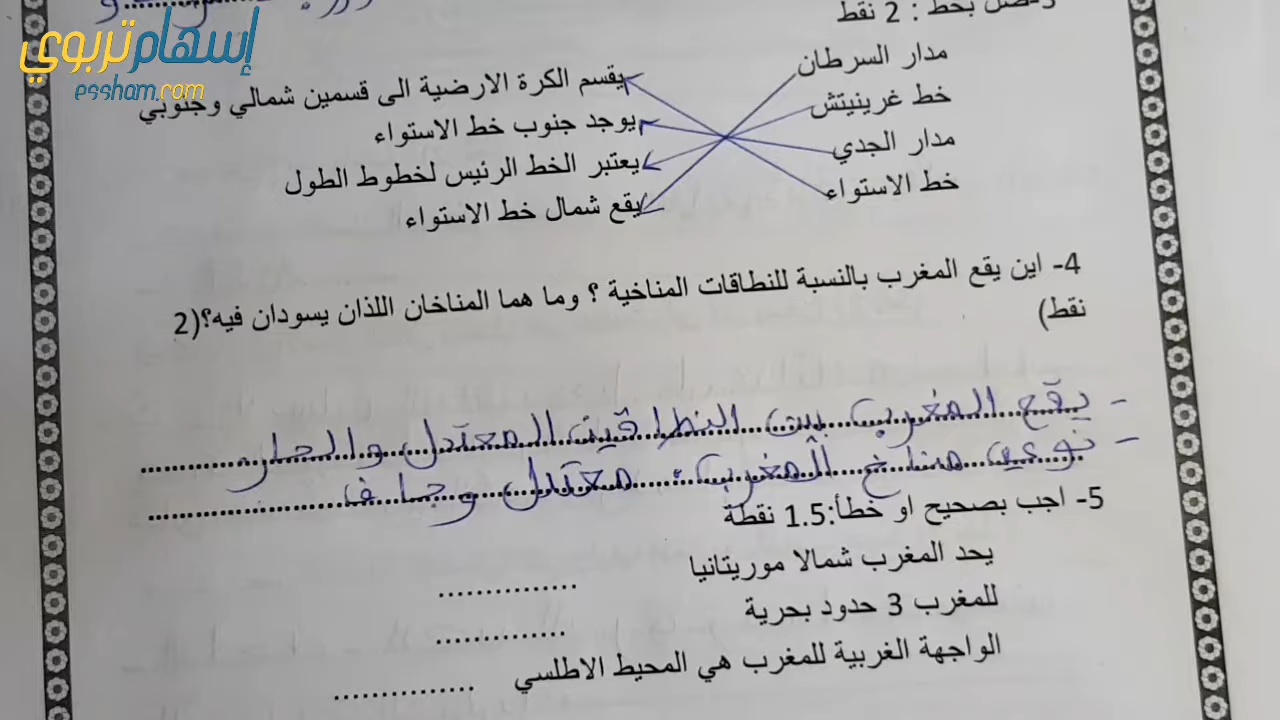 إسهام تربوي
essham.com
3-صل بخط : 2 نقط
مدار السرطان
يقسم الكرة الارضية الى قسمين شمالي وجنوبي
خط غرينيتش
يوجد جنوب خط الاستواء
مدار الجدي
يعتبر الخط الرئيس لخطوط الطول
خط الاستواء
يقع شمال خط الاستواء
4- اين يقع المغرب بالنسبة للنطاقات المناخية ؟ وما هما المناخان اللذان يسودان فيه؟(2
نقط)
- يقع المغرب بين النطاقين المعتدل والحار
- نوعين مناخ المغرب : معتدل وجاف
5- اجب بصحيح او خطأ:1.5 نقطة
يحد المغرب شمالا موريتانيا ...............
للمغرب 3 حدود بحرية ..............
الواجهة الغربية للمغرب هي المحيط الاطلسي ...............